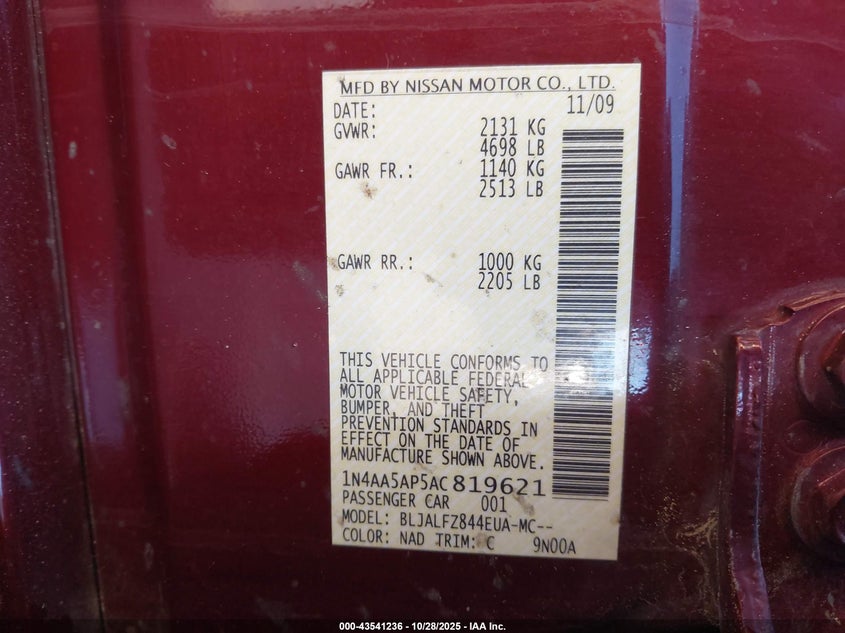 MFD BY NISSAN MOTOR CO., LTD.
DATE: 11/09
GVWR: 2131 KG
4698 LB
GAWR FR.: 1140 KG
2513 LB
GAWR RR.: 1000 KG
2205 LB
THIS VEHICLE CONFORMS TO
ALL APPLICABLE FEDERAL
MOTOR VEHICLE SAFETY,
BUMPER, AND THEFT
PREVENTION STANDARDS IN
EFFECT ON THE DATE OF
MANUFACTURE SHOWN ABOVE.
1N4AA5AP5AC819621
PASSENGER CAR 001
MODEL: BLJALFZ844EUA-MC--
COLOR: NAD TRIM: C 9N00A
000-43541236 - 10/28/2025 - IAA Inc.